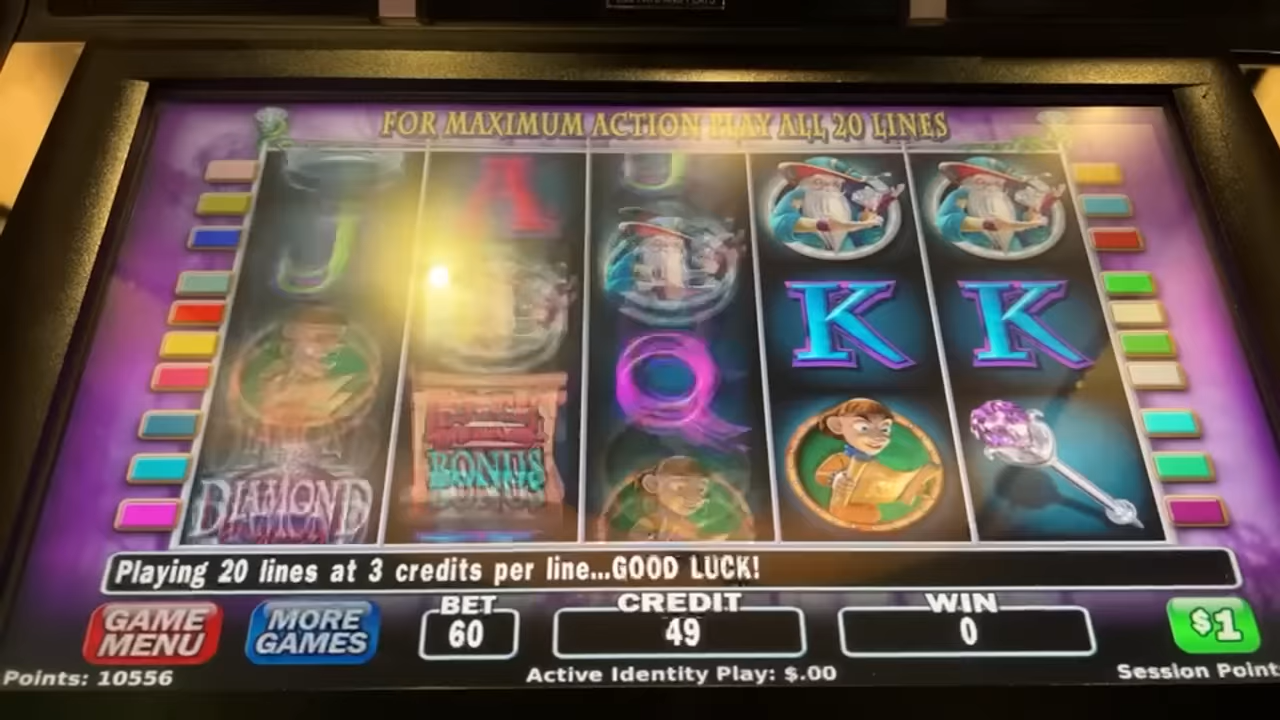 FOR MAXIMUM ACTION PLAY ALL 20 LINES
J
A
J
Q
K
K
BONUS
DIAMOND
Playing 20 lines at 3 credits per line...GOOD LUCK!
GAME MENU
MORE GAMES
BET
60
CREDIT
49
WIN
0
$1
Points: 10556
Active Identity Play: $.00
Session Point